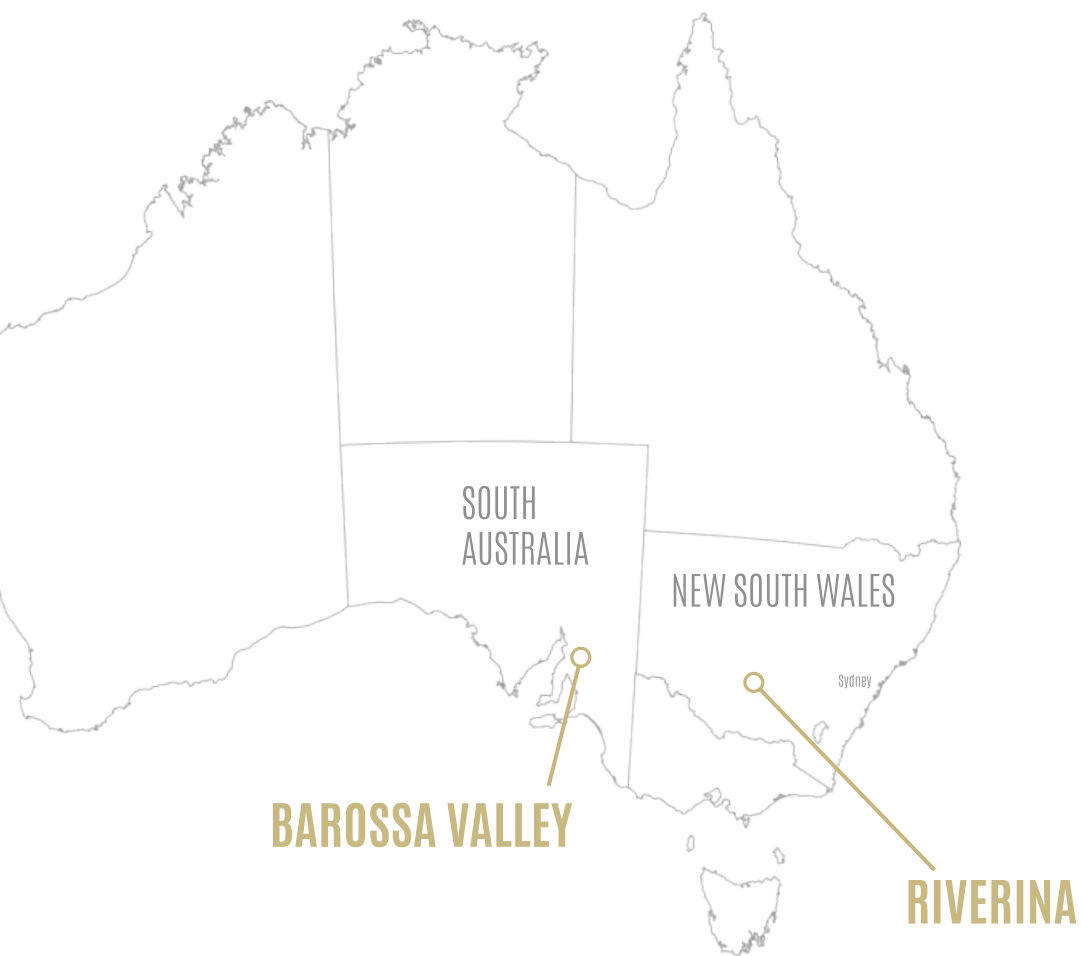 SOUTH
AUSTRALIA
NEW SOUTH WALES
Sydney
BAROSSA VALLEY
RIVERINA